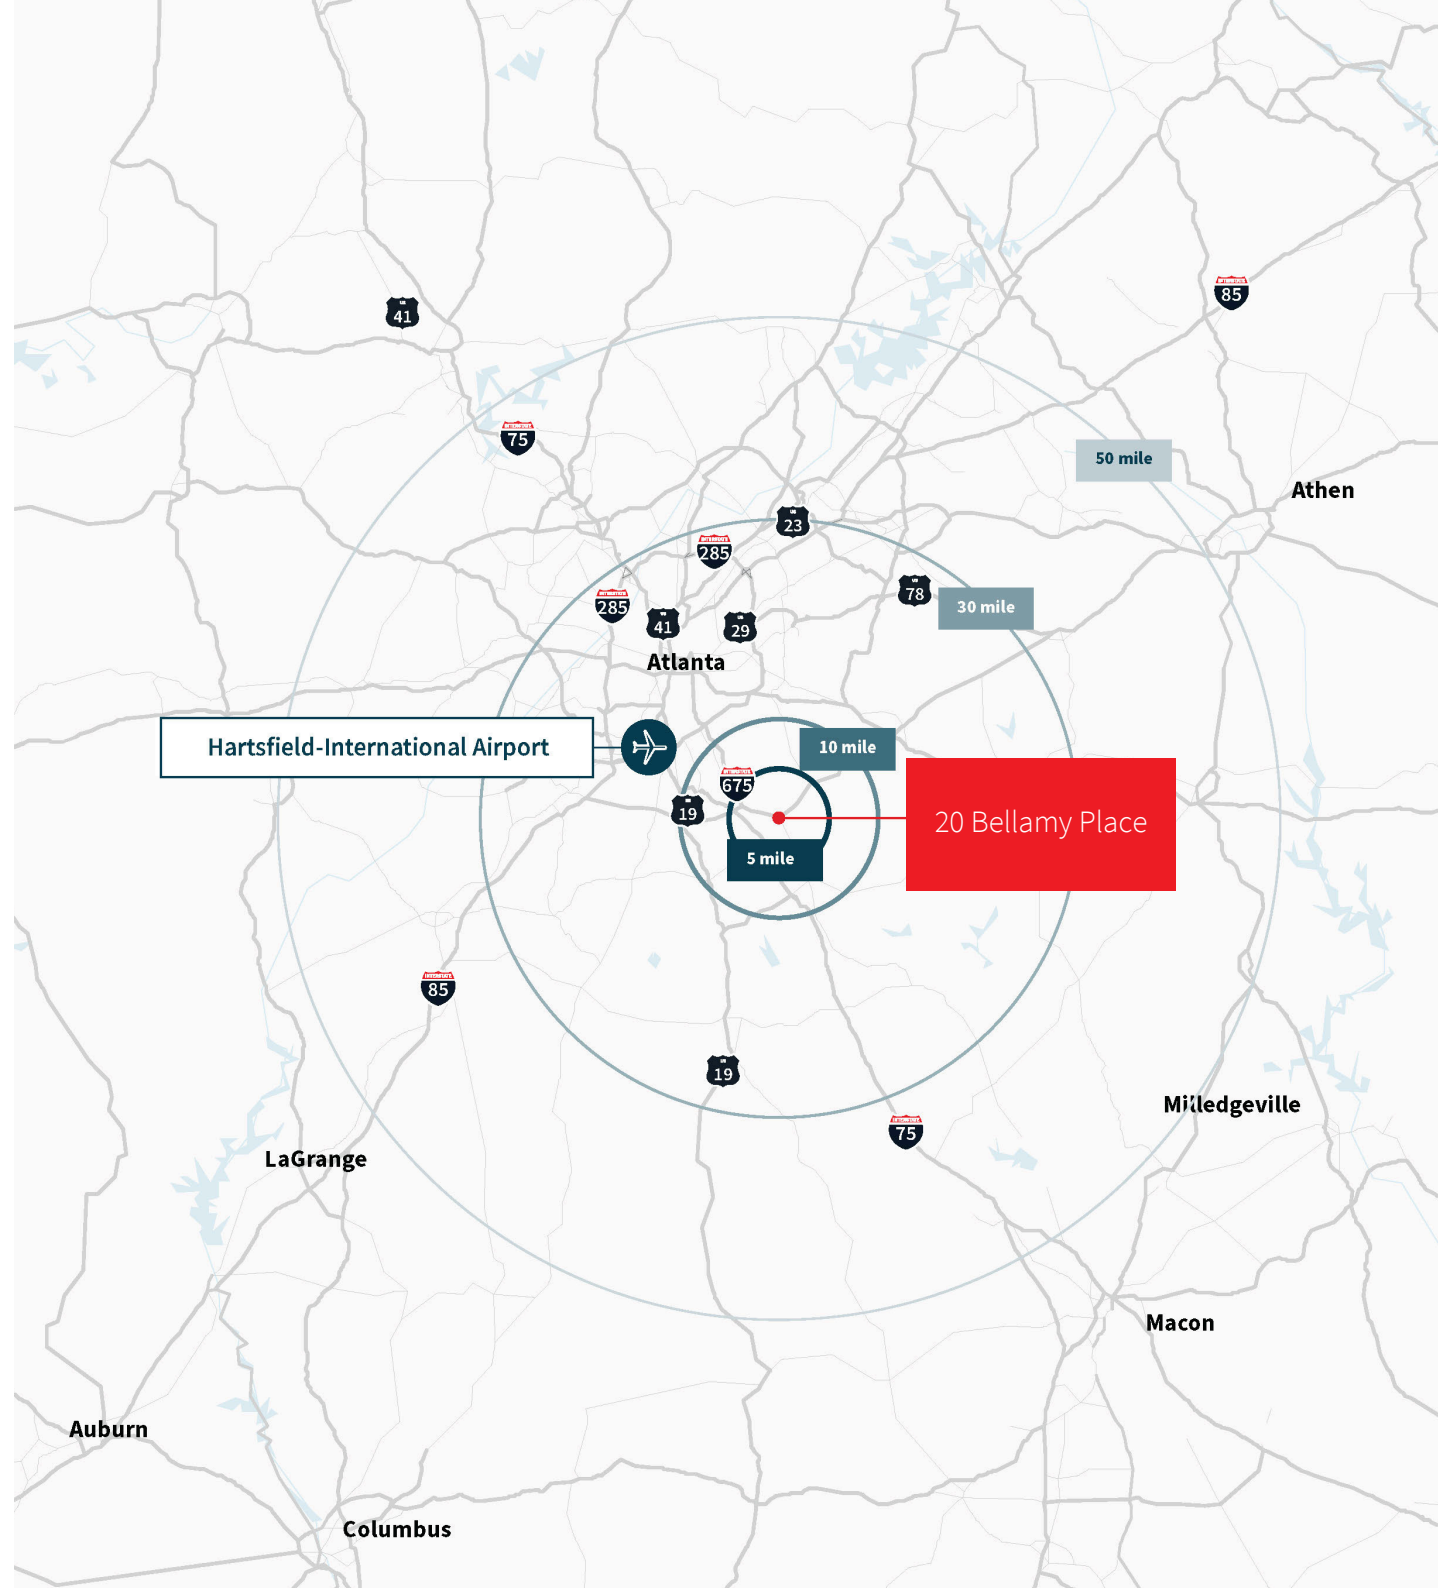 85
41
75
50 mile
Athen
23
285
78
285
30 mile
41
29
Atlanta
Hartsfield-International Airport
10 mile
675
19
20 Bellamy Place
5 mile
85
19
Milledgeville
75
LaGrange
Macon
Auburn
Columbus